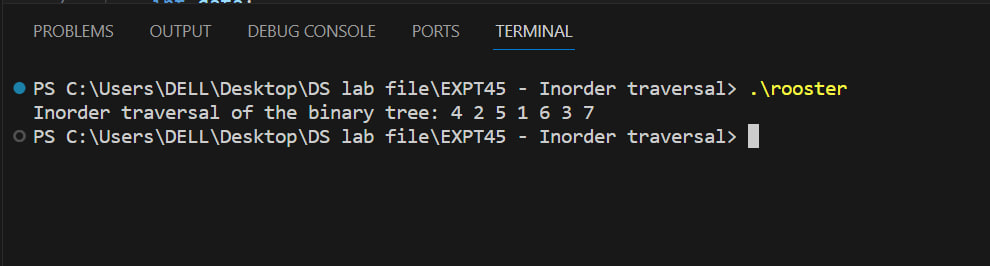 int data;
PROBLEMS OUTPUT DEBUG CONSOLE PORTS TERMINAL
PS C:\Users\DELL\Desktop\DS lab file\EXPT45 - Inorder traversal> .\rooster
Inorder traversal of the binary tree: 4 2 5 1 6 3 7
PS C:\Users\DELL\Desktop\DS lab file\EXPT45 - Inorder traversal>